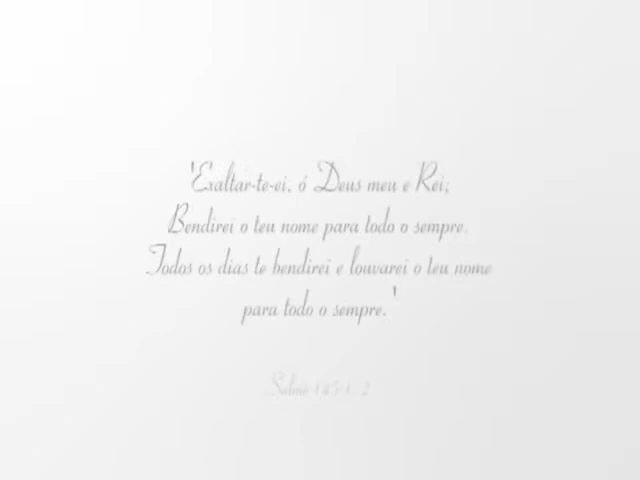 'Exaltar-te-ei, ó Deus meu e Rei;
Bendirei o teu nome para todo o sempre.
Todos os dias te bendirei e louvarei o teu nome
para todo o sempre.'
Salmo 145:1, 2